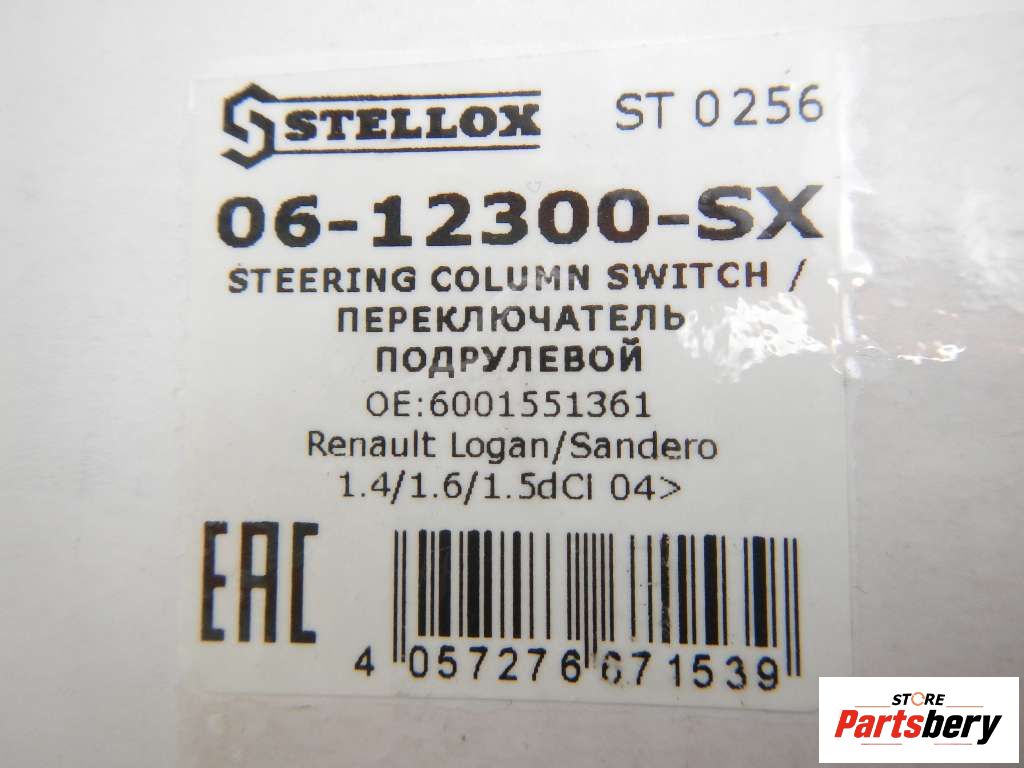 STELLOX ST 0256
06-12300-SX
STEERING COLUMN SWITCH /
ПЕРЕКЛЮЧАТЕЛЬ
ПОДРУЛЕВОЙ
OE:6001551361
Renault Logan/Sandero
1.4/1.6/1.5dCi 04>
EAC
4 057276 671539
STORE
Partsbery